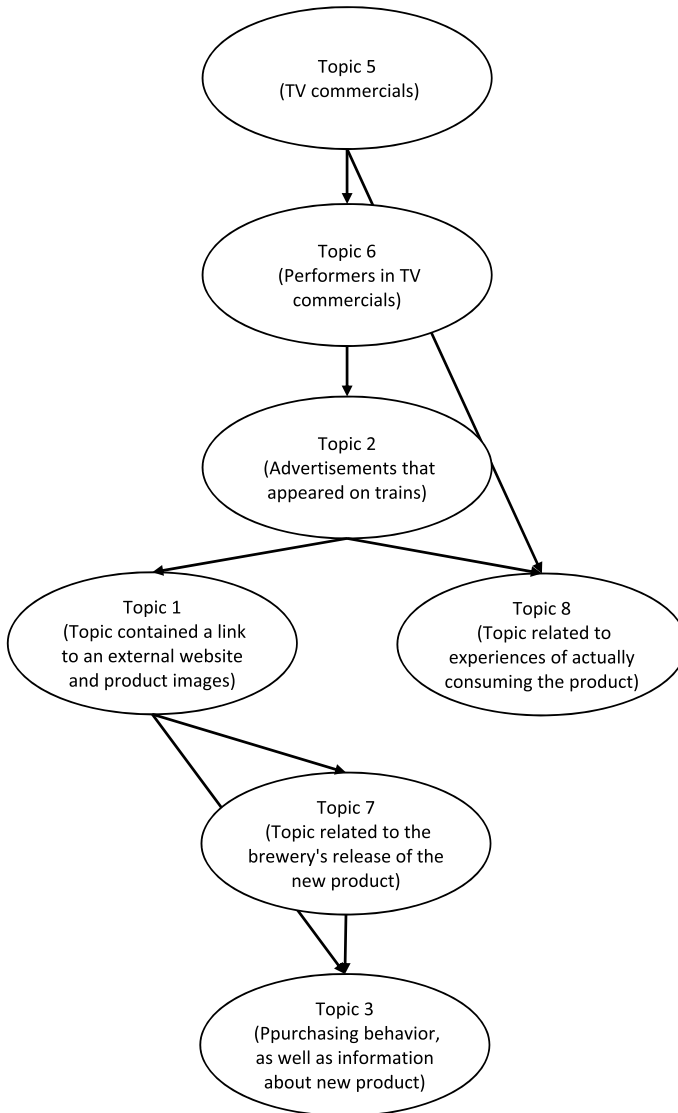 Topic 5
(TV commercials)
Topic 6
(Performers in TV
commercials)
Topic 2
(Advertisements that
appeared on trains)
Topic 1
(Topic contained a link
to an external website
and product images)
Topic 8
(Topic related to
experiences of actually
consuming the product)
Topic 7
(Topic related to the
brewery's release of the
new product)
Topic 3
(Ppurchasing behavior,
as well as information
about new product)